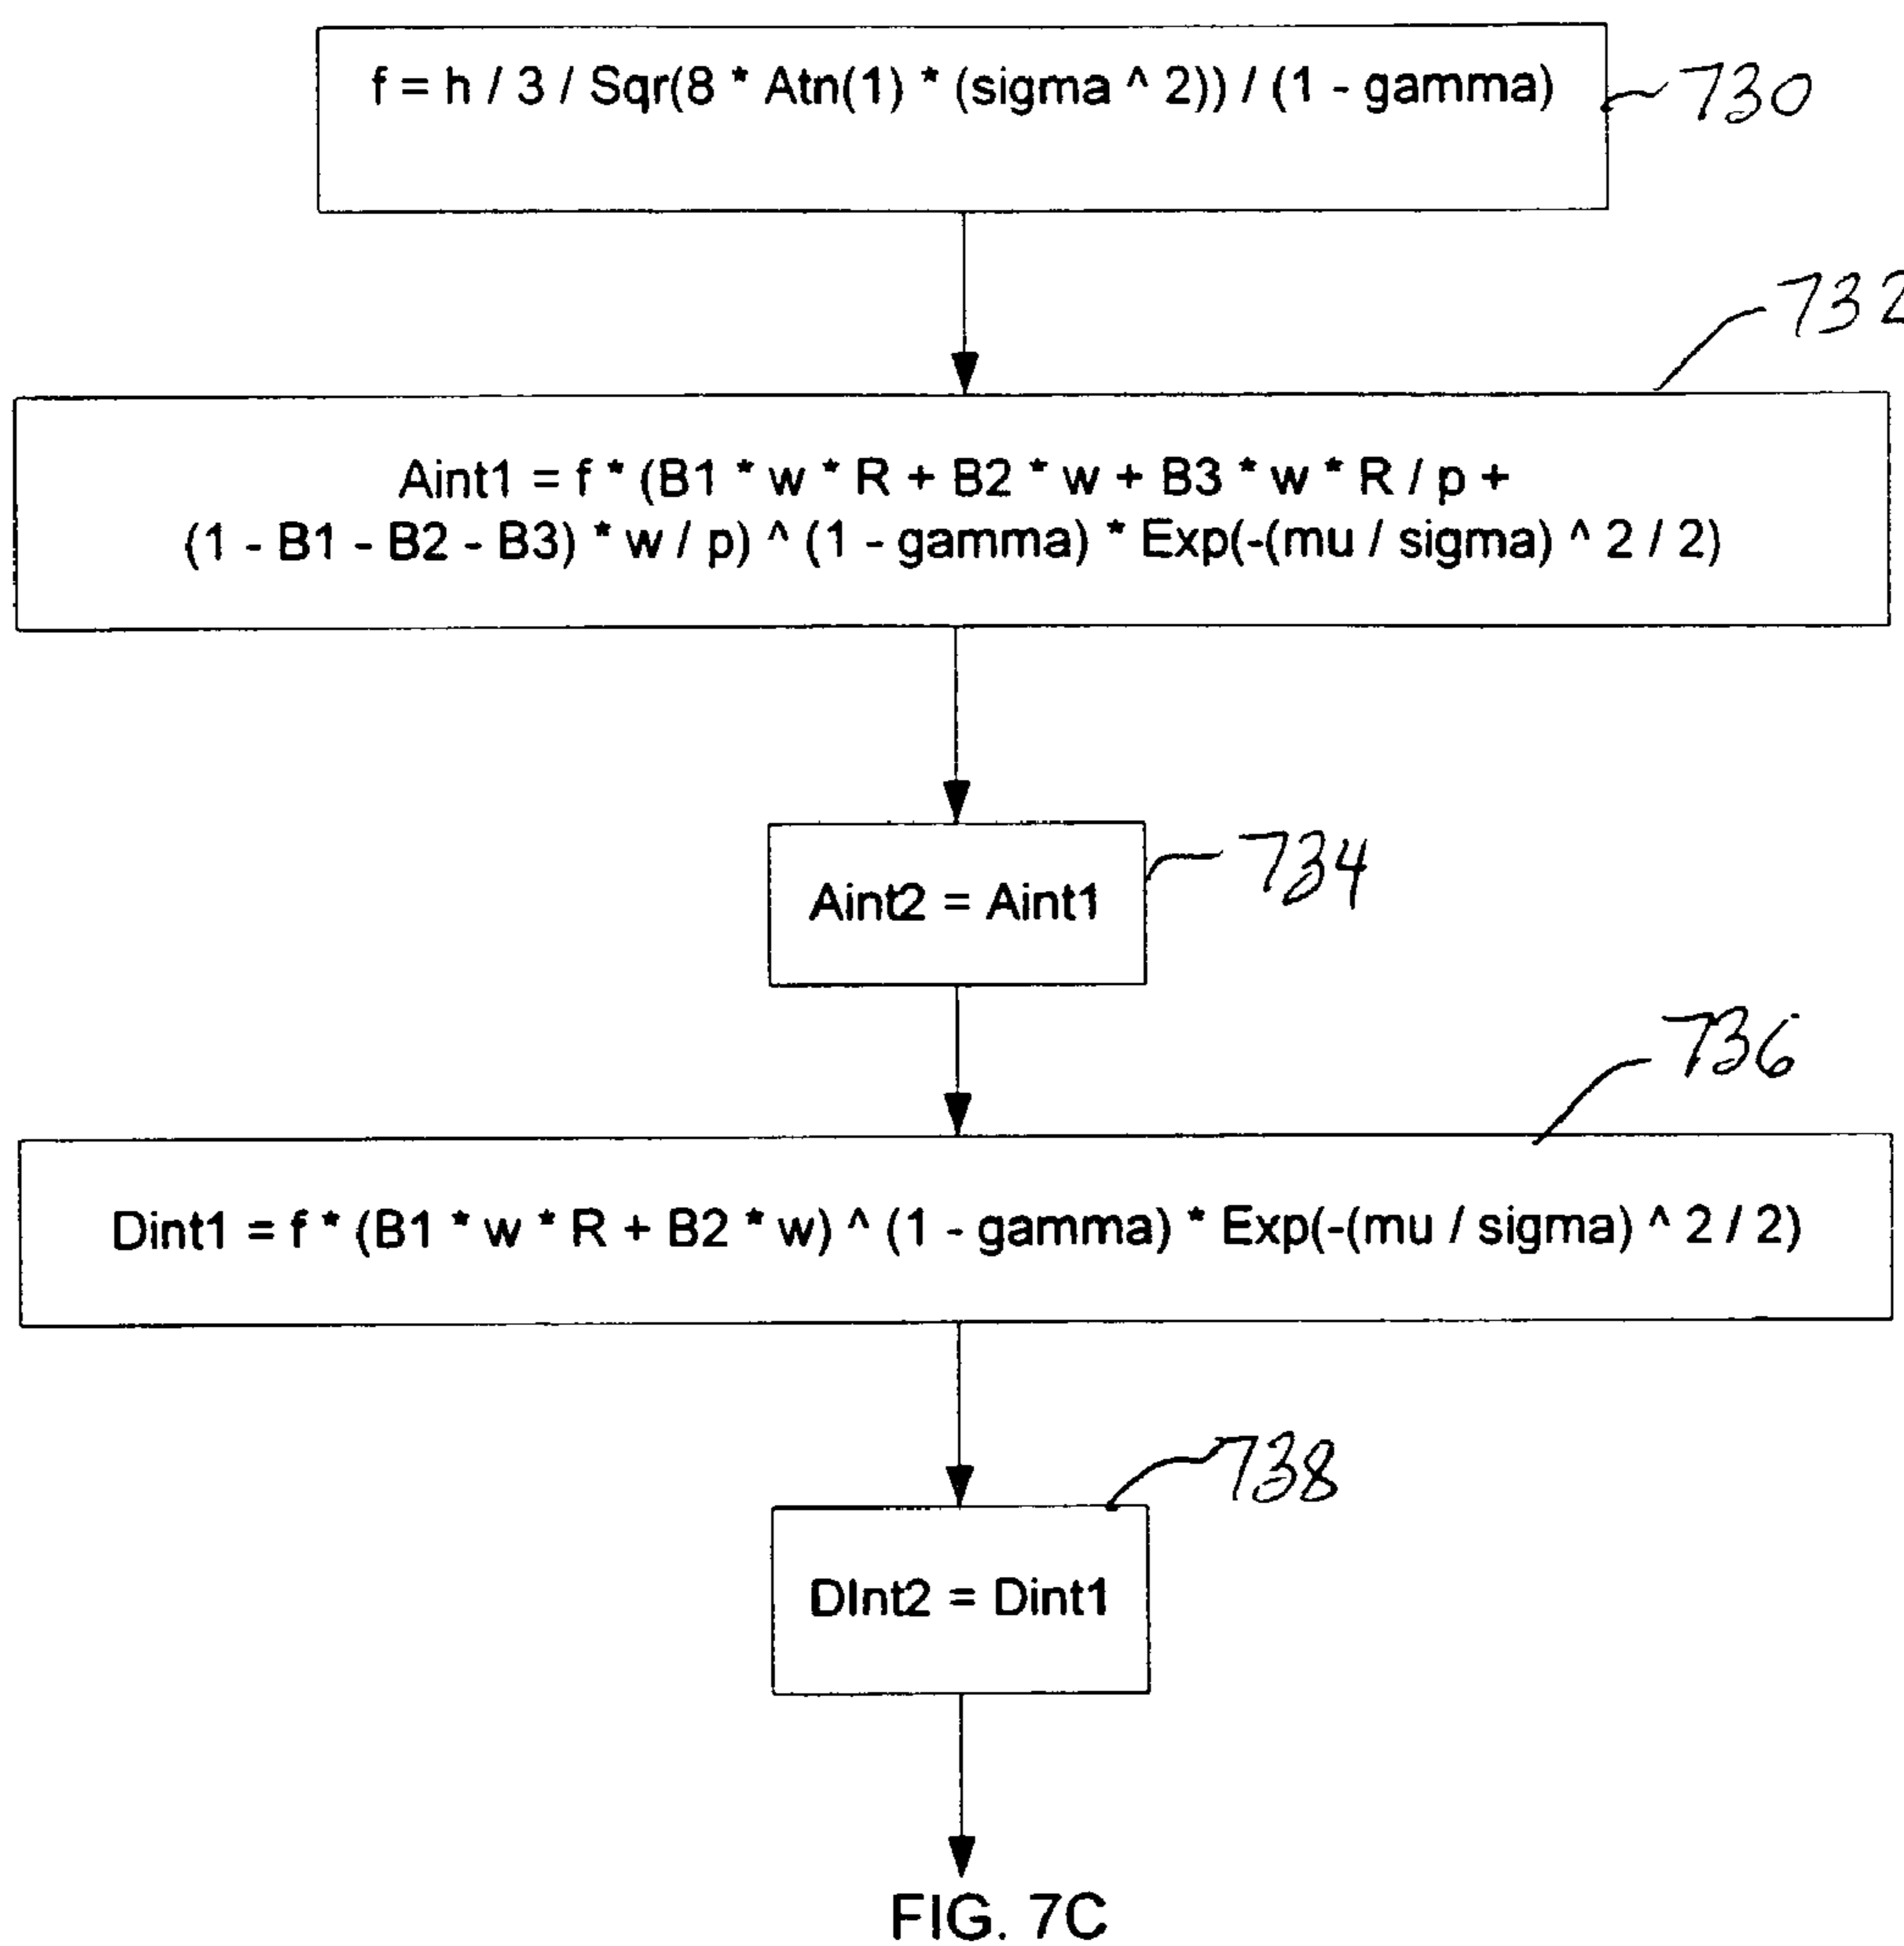 f = h / 3 / Sqr(8 * Atn(1) * (sigma ^ 2)) / (1 - gamma)
730
732
Aint1 = f * (B1 * w * R + B2 * w + B3 * w * R / p +
(1 - B1 - B2 - B3) * w / p) ^ (1 - gamma) * Exp(-(mu / sigma) ^ 2 / 2)
734
Aint2 = Aint1
736
Dint1 = f * (B1 * w * R + B2 * w) ^ (1 - gamma) * Exp(-(mu / sigma) ^ 2 / 2)
738
DInt2 = Dint1
FIG. 7C